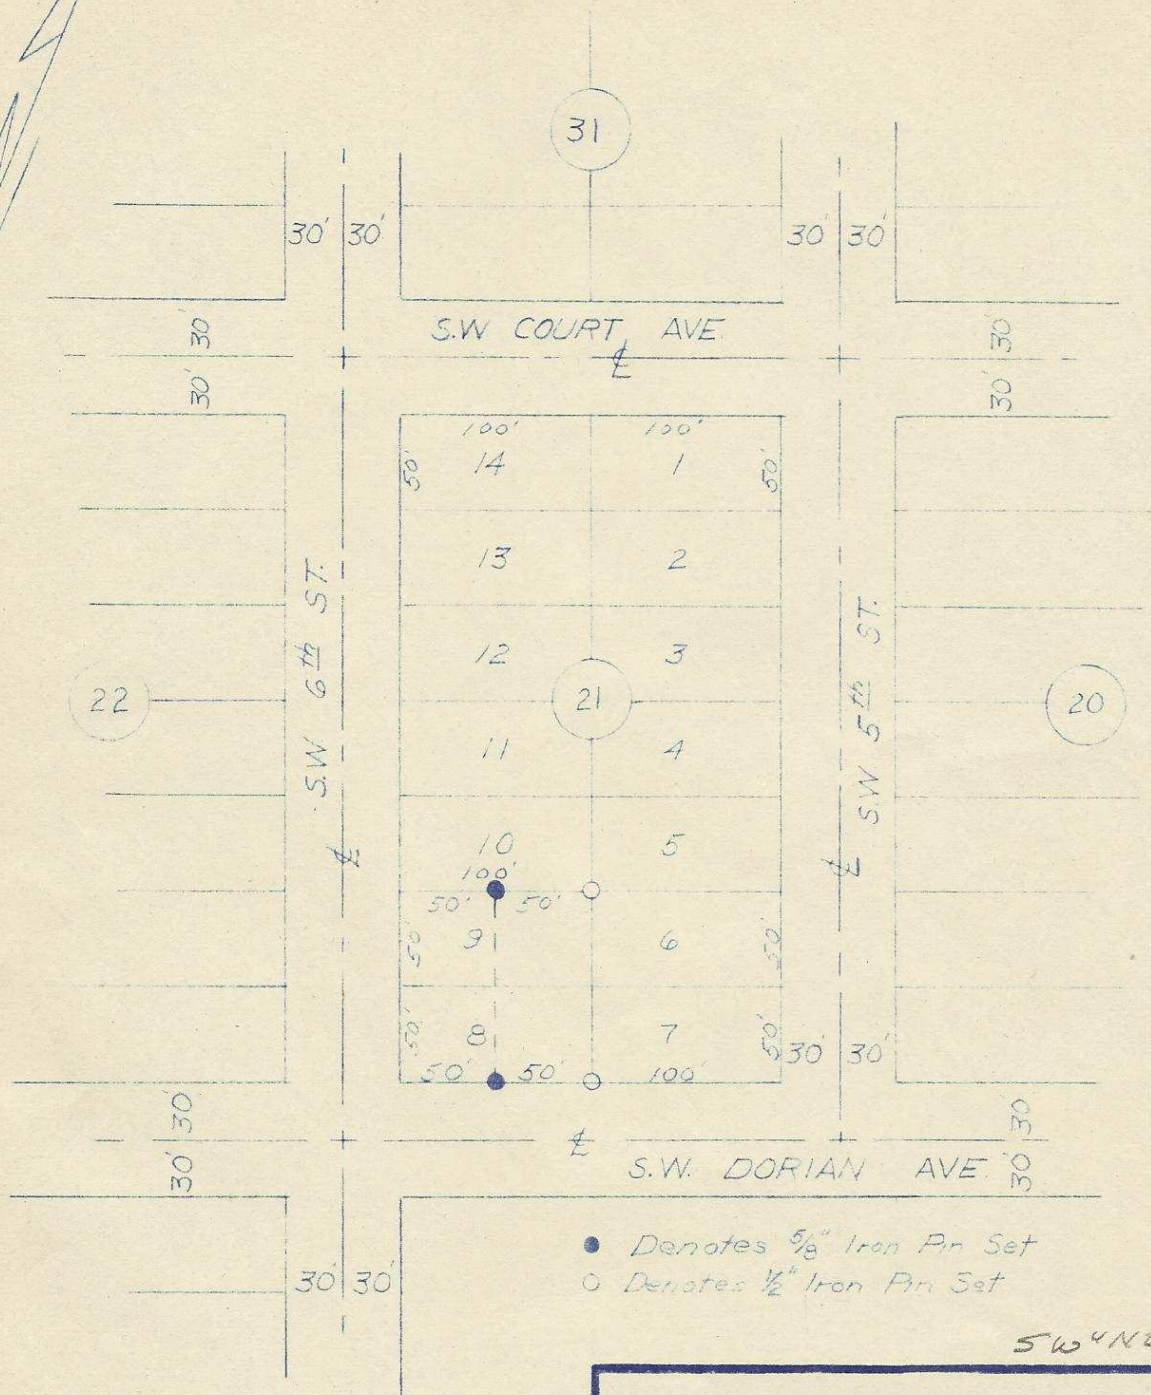 31
30' 30' 30' 30'
S.W COURT AVE.
30' 30'
℄
30' 30'
100' 100'
50' 14 1 50'
13 2
S.W 6th ST.
12 3
S.W 5th ST.
22 21 20
11 4
10 5
℄ ℄
100'
50' 50'
50' 9 6 50'
50' 8 7 50' 30' 30'
50' 50' 100'
30' 30'
℄
30' S.W. DORIAN AVE. 30'
● Denotes 5/8" Iron Pin Set
30' 30' ○ Denotes 1/2" Iron Pin Set